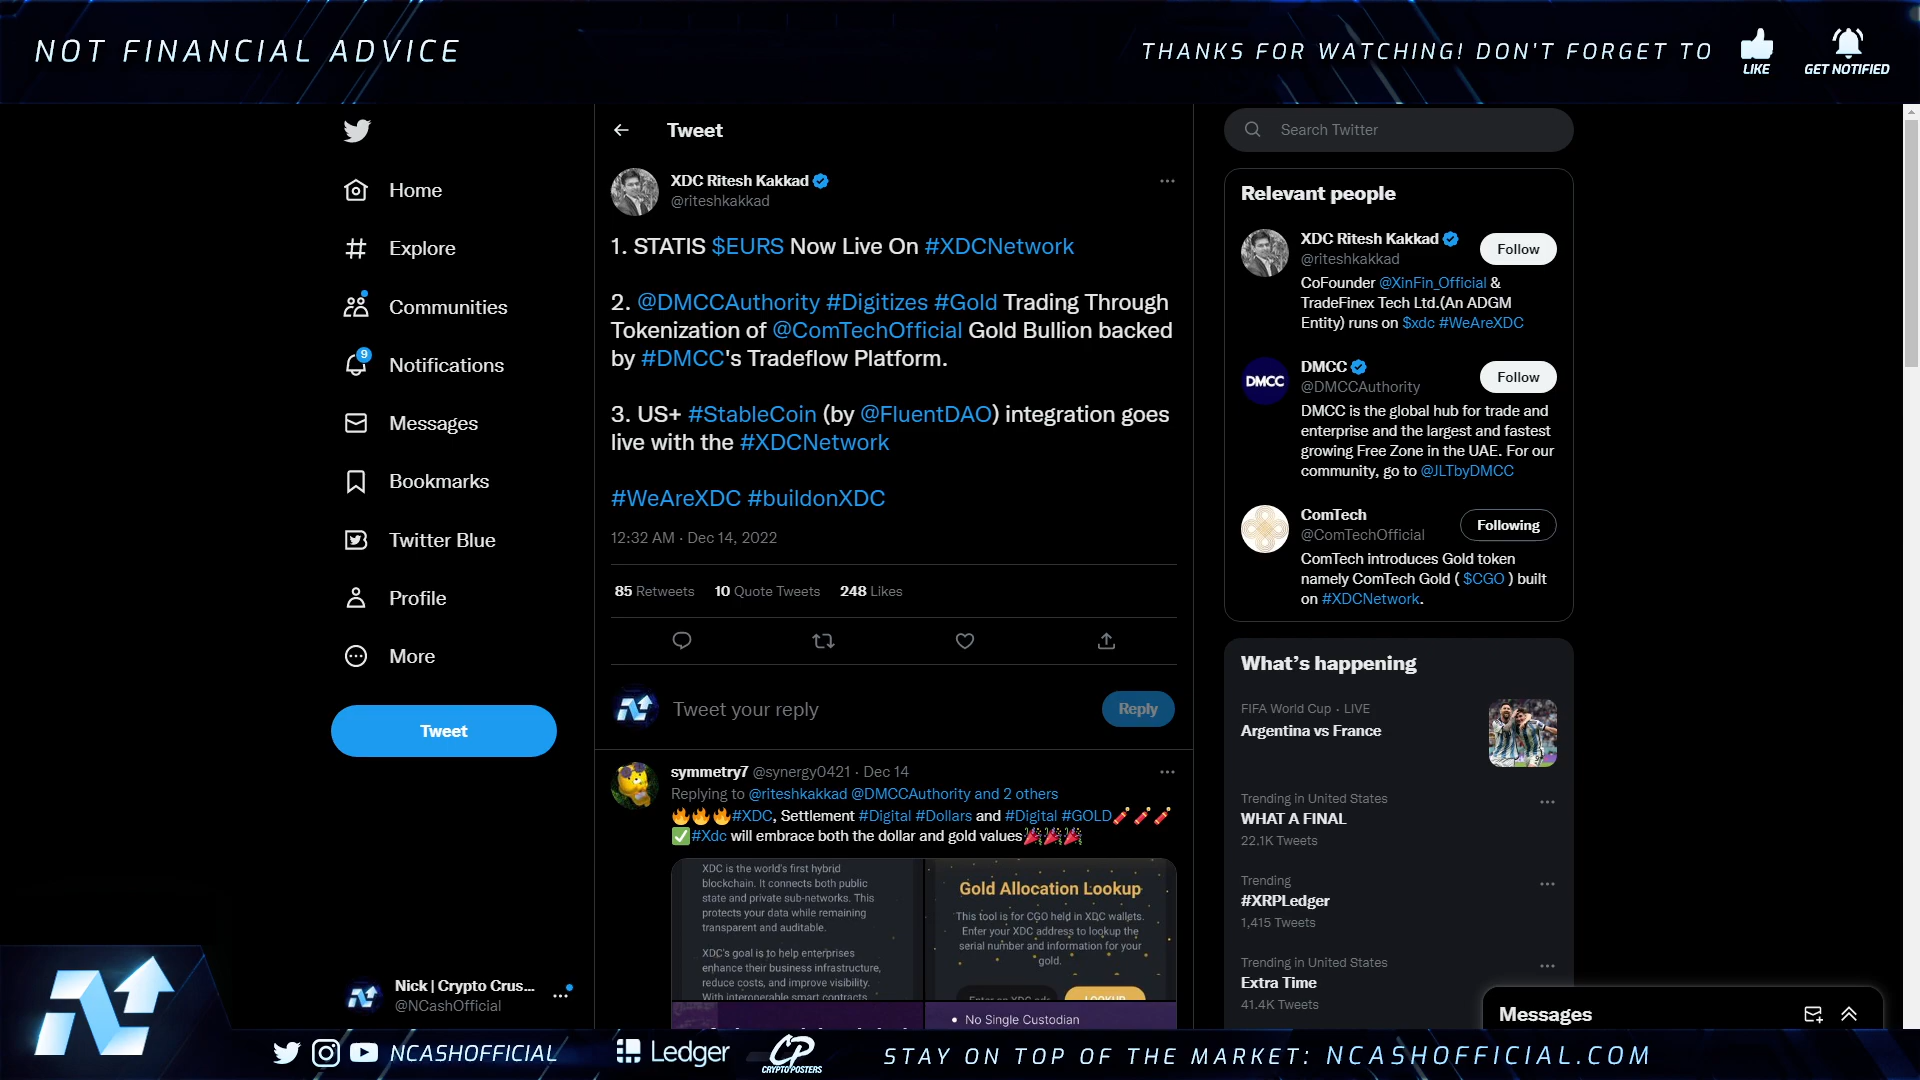 NOT FINANCIAL ADVICE
THANKS FOR WATCHING! DON'T FORGET TO
LIKE
GET NOTIFIED
Home
Explore
Communities
9
Notifications
Messages
Bookmarks
Twitter Blue
Profile
More
Tweet
Nick | Crypto Crus...
@NCashOfficial
Tweet
XDC Ritesh Kakkad
@riteshkakkad
1. STATIS $EURS Now Live On #XDCNetwork
2. @DMCCAuthority #Digitizes #Gold Trading Through
Tokenization of @ComTechOfficial Gold Bullion backed
by #DMCC's Tradeflow Platform.
3. US+ #StableCoin (by @FluentDAO) integration goes
live with the #XDCNetwork
#WeAreXDC #buildonXDC
12:32 AM · Dec 14, 2022
85 Retweets 10 Quote Tweets 248 Likes
Tweet your reply
Reply
symmetry7 @synergy0421 · Dec 14
Replying to @riteshkakkad @DMCCAuthority and 2 others
🔥🔥🔥#XDC, Settlement #Digital #Dollars and #Digital #GOLD🧨🧨🧨
✅#Xdc will embrace both the dollar and gold values🎉🎉🎉
XDC is the world's first hybrid
blockchain. It connects both public
state and private sub-networks. This
protects your data while remaining
transparent and auditable.
XDC's goal is to help enterprises
enhance their business infrastructure,
reduce costs, and improve visibility.
With interoperable smart contracts
Gold Allocation Lookup
This tool is for CGO held in XDC wallets.
Enter your XDC address to lookup the
serial number and information for your
gold.
LOOKUP
• No Single Custodian
Search Twitter
Relevant people
XDC Ritesh Kakkad
@riteshkakkad
Follow
CoFounder @XinFin_Official &
TradeFinex Tech Ltd.(An ADGM
Entity) runs on $xdc #WeAreXDC
DMCC
DMCC
@DMCCAuthority
Follow
DMCC is the global hub for trade and
enterprise and the largest and fastest
growing Free Zone in the UAE. For our
community, go to @JLTbyDMCC
ComTech
@ComTechOfficial
Following
ComTech introduces Gold token
namely ComTech Gold ( $CGO ) built
on #XDCNetwork.
What's happening
FIFA World Cup · LIVE
Argentina vs France
Trending in United States
WHAT A FINAL
22.1K Tweets
Trending
#XRPLedger
1,415 Tweets
Trending in United States
Extra Time
41.4K Tweets
Messages
NCASHOFFICIAL
Ledger
CP
CRYPTO POSTERS
STAY ON TOP OF THE MARKET: NCASHOFFICIAL.COM